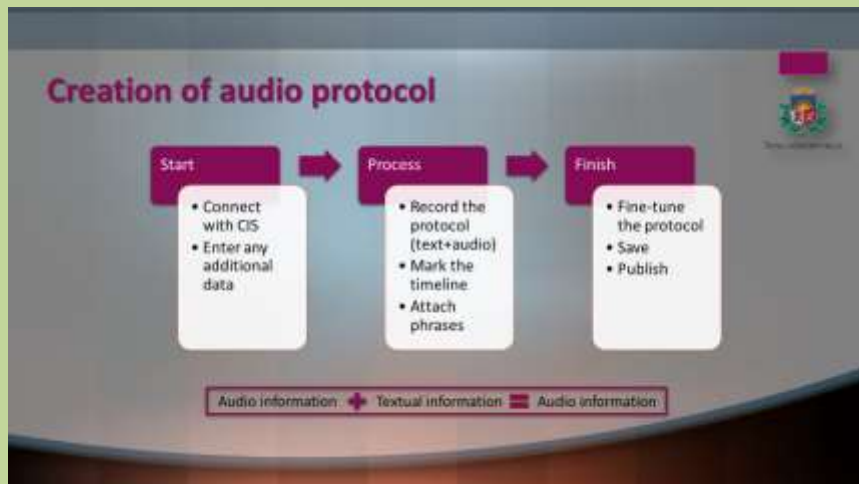 Creation of audio protocol
Start
• Connect
with CIS
• Enter any
additional
data
Process
• Record the
protocol
(text+audio)
• Mark the
timeline
• Attach
phrases
Finish
• Fine-tune
the protocol
• Save
• Publish
Audio information + Textual information = Audio information